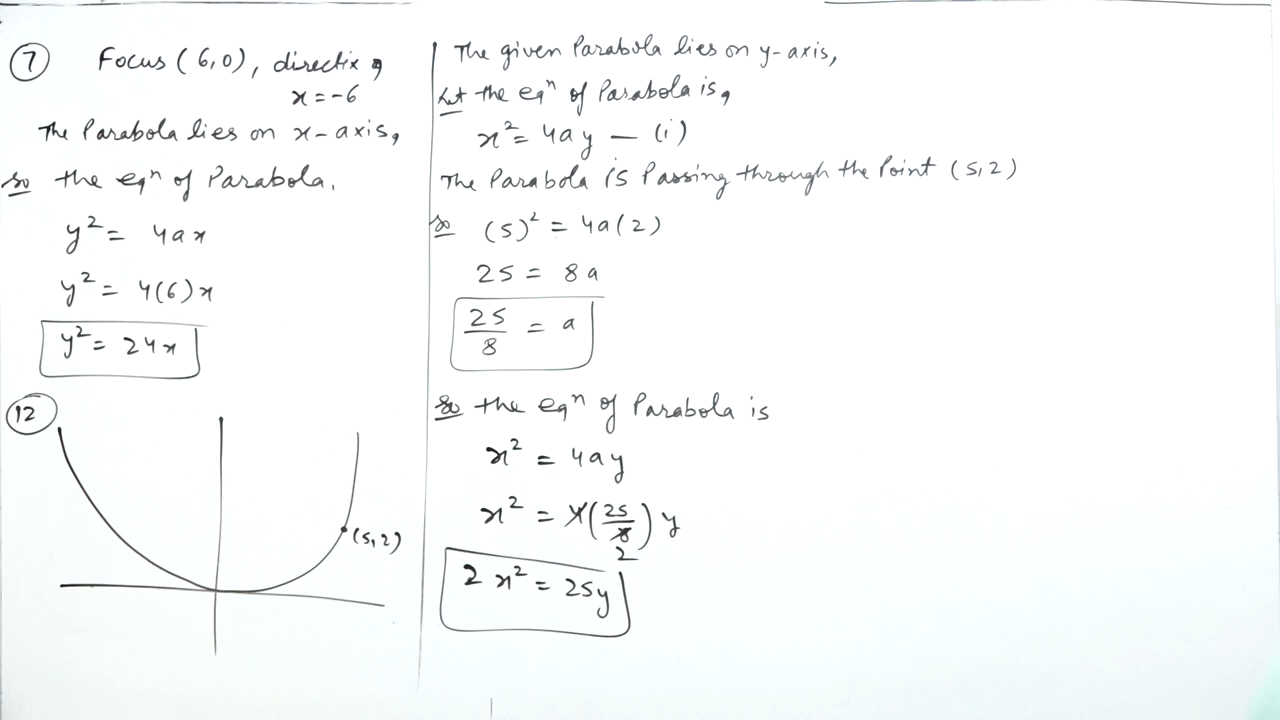 ⑦ Focus (6,0), directix,
x = -6
The Parabola lies on x-axis,
So the eqⁿ of Parabola.
y² = 4ax
y² = 4(6)x
y² = 24x
⑫
(5,2)
The given Parabola lies on y-axis,
Let the eqⁿ of Parabola is,
x² = 4ay — (i)
The Parabola is Passing through the Point (5,2)
So (5)² = 4a(2)
25 = 8a
25/8 = a
So the eqⁿ of Parabola is
x² = 4ay
x² = 4(25/8)y
2
2x² = 25y